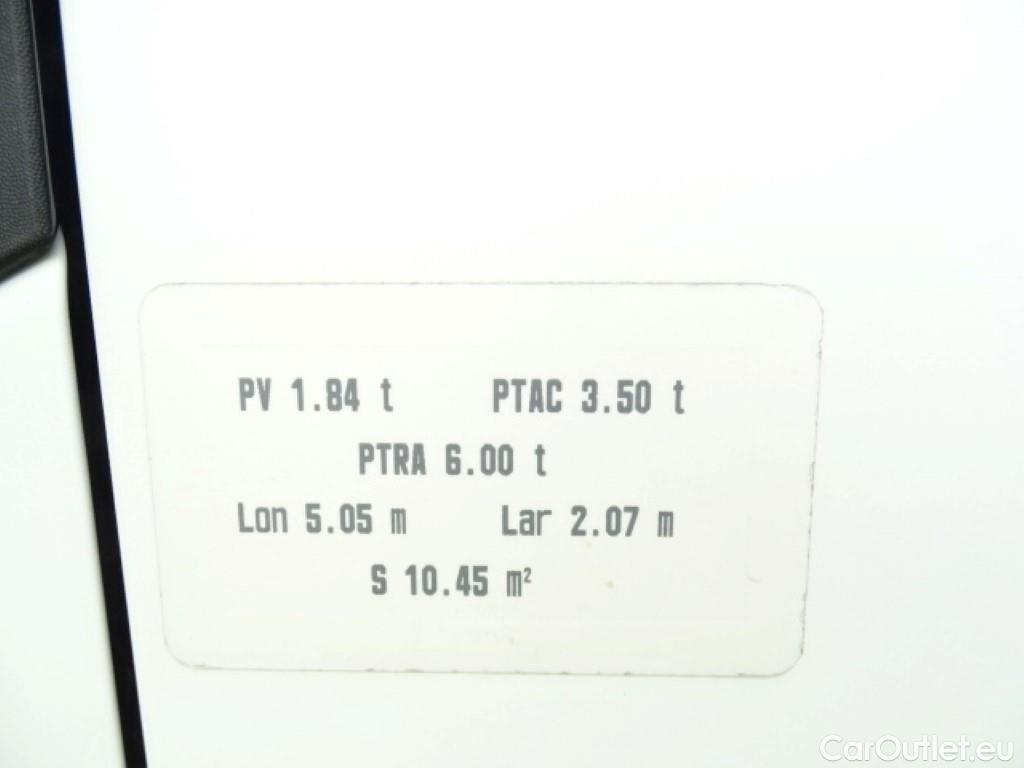 PV 1.84 t PTAC 3.50 t
PTRA 6.00 t
Lon 5.05 m Lar 2.07 m
S 10.45 m²
CarOutlet.eu